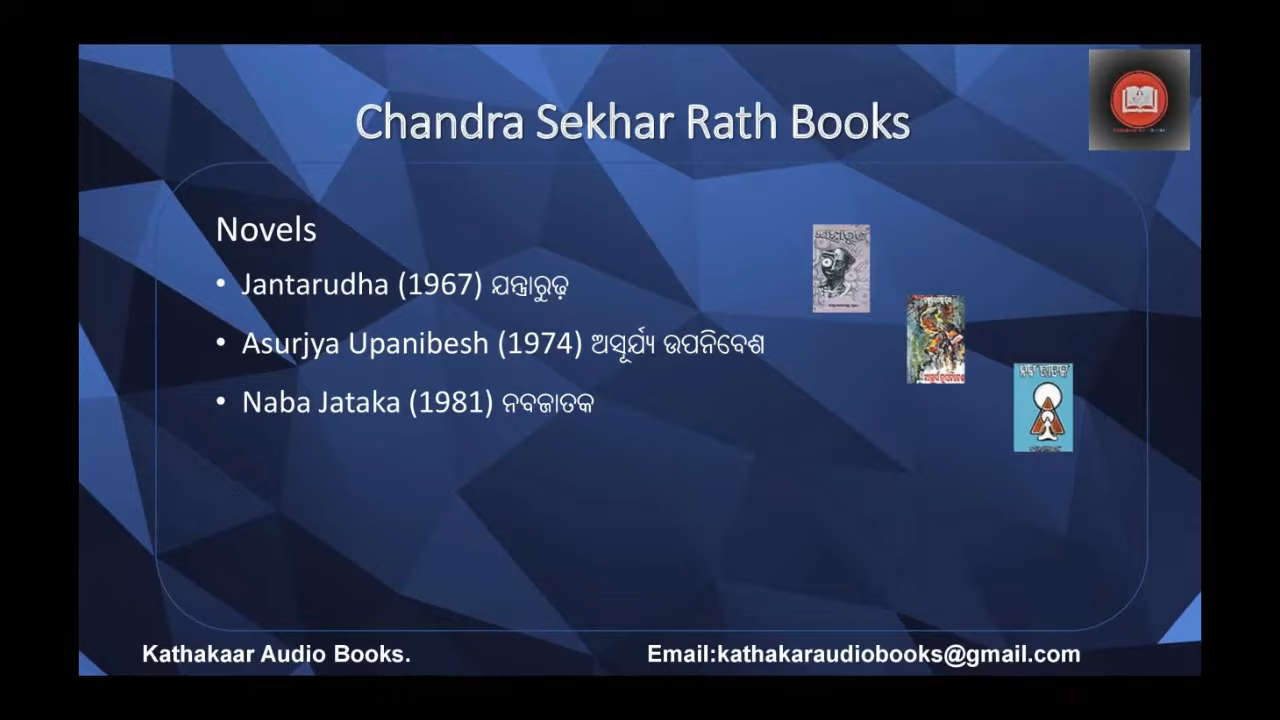 Chandra Sekhar Rath Books
Novels
• Jantarudha (1967) ଯନ୍ତ୍ରାରୁଢ଼
• Asurjya Upanibesh (1974) ଅସୂର୍ଯ୍ୟ ଉପନିବେଶ
• Naba Jataka (1981) ନବଜାତକ
Kathakaar Audio Books.
Email:kathakaraudiobooks@gmail.com